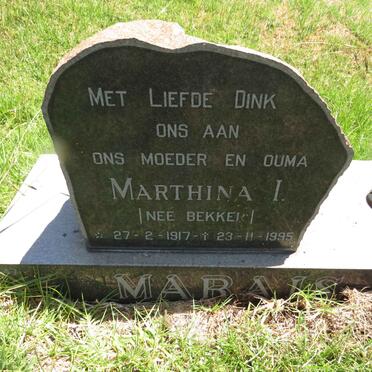 MET LIEFDE DINK
ONS AAN
ONS MOEDER EN OUMA
MARTHINA I.
(NEE BEKKER)
* 27-2-1917 - † 23-11-1995
MARAIS